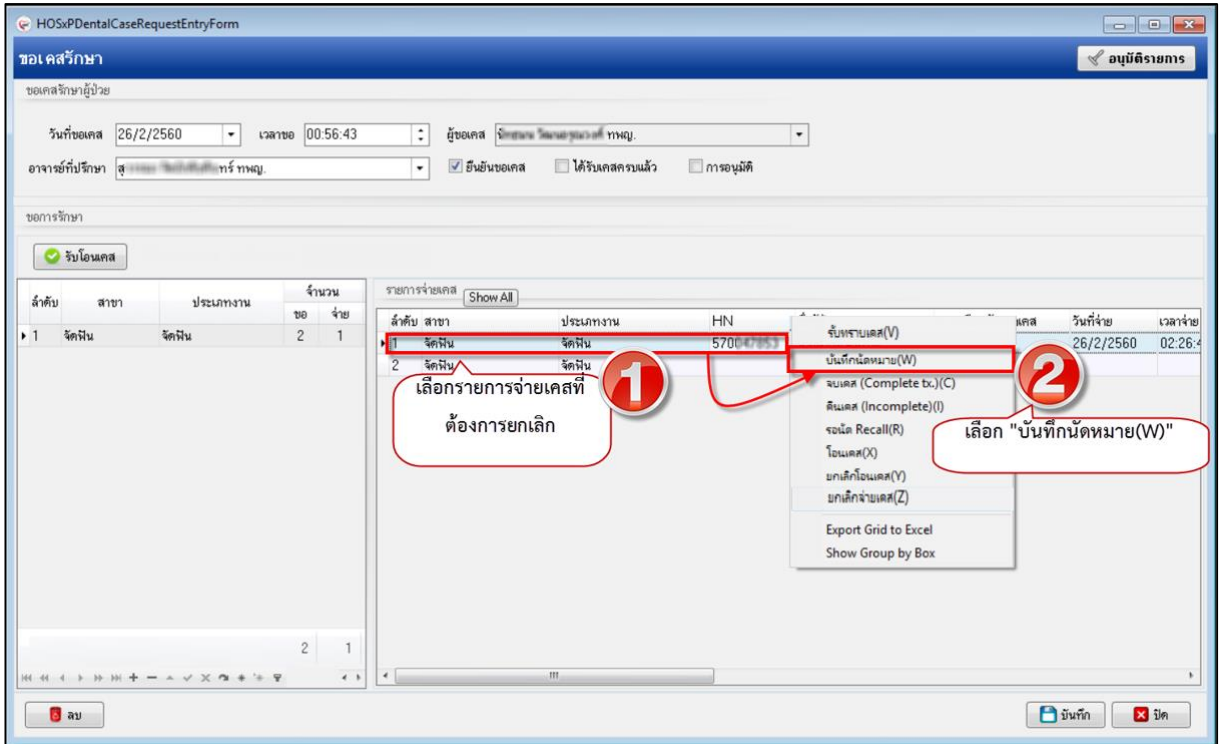 HOSxPDentalCaseRequestEntryForm
ขอเคสรักษา
อนุมัติรายการ
ขอเคสรักษาผู้ป่วย
วันที่ขอเคส 26/2/2560 เวลาขอ 00:56:43 ผู้ขอเคส ทพญ.
อาจารย์ที่ปรึกษา สุ ทร์ ทพญ. ยืนยันขอเคส ได้รับเคสครบแล้ว การอนุมัติ
ขอการรักษา
รับโอนเคส
ลำดับ สาขา ประเภทงาน จำนวน
ขอ จ่าย
1 จัดฟัน จัดฟัน 2 1
2 1
รายการจ่ายเคส Show All
ลำดับ สาขา ประเภทงาน HN เคส วันที่จ่าย เวลาจ่าย
1 จัดฟัน จัดฟัน 570 26/2/2560 02:26:4
2 จัดฟัน จัดฟัน
เลือกรายการจ่ายเคสที่
ต้องการยกเลิก
1
รับทราบเคส(V)
บันทึกนัดหมาย(W)
จบเคส (Complete tx.)(C)
คืนเคส (Incomplete)(I)
รอนัด Recall(R)
โอนเคส(X)
ยกเลิกโอนเคส(Y)
ยกเลิกจ่ายเคส(Z)
Export Grid to Excel
Show Group by Box
2
เลือก "บันทึกนัดหมาย(W)"
ลบ
บันทึก
ปิด